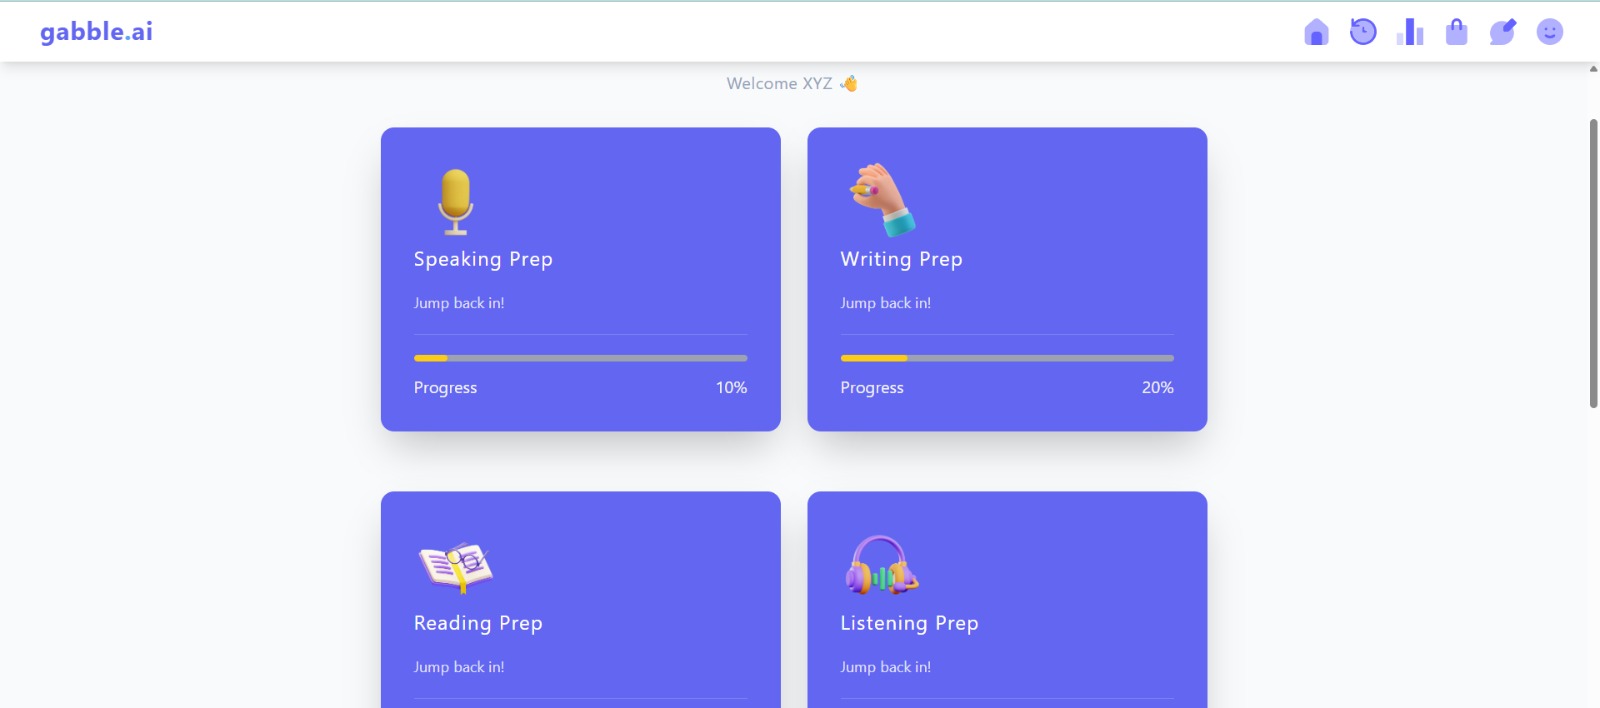 gabble.ai
Welcome XYZ 👋
Speaking Prep
Jump back in!
Progress 10%
Writing Prep
Jump back in!
Progress 20%
Reading Prep
Jump back in!
Listening Prep
Jump back in!